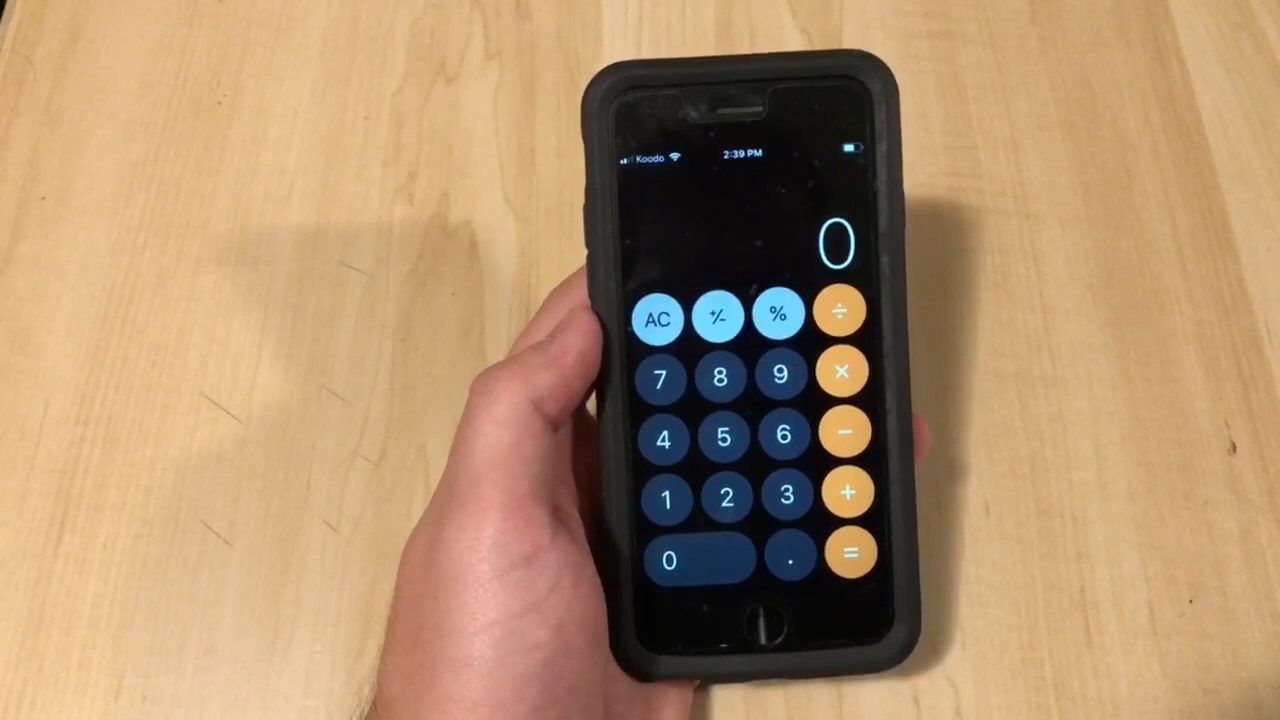 Koodo 2:39 PM
0
AC +/- % ÷
7 8 9 ×
4 5 6 −
1 2 3 +
0 . =